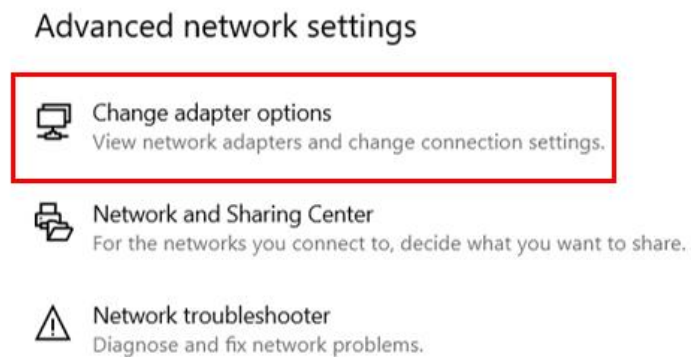 Advanced network settings
Change adapter options
View network adapters and change connection settings.
Network and Sharing Center
For the networks you connect to, decide what you want to share.
Network troubleshooter
Diagnose and fix network problems.